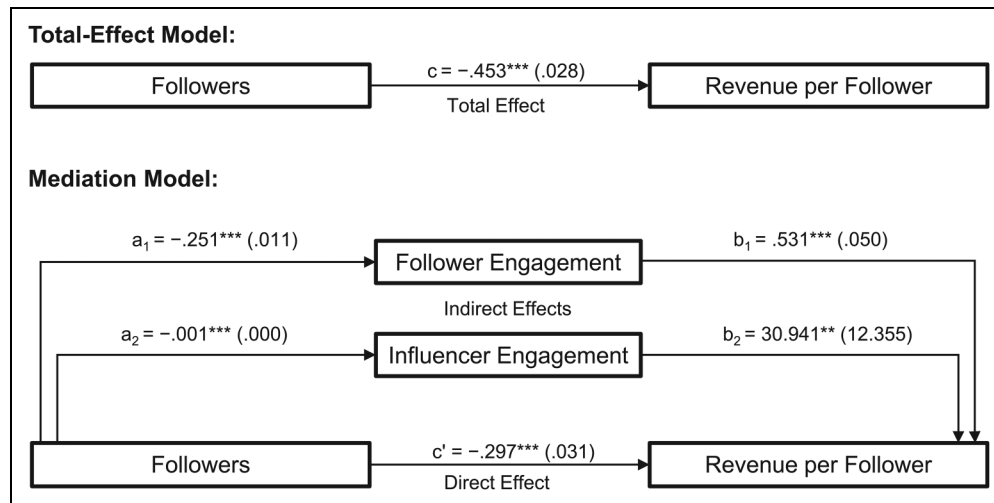 Total-Effect Model:
c = −.453*** (.028)
Followers
Revenue per Follower
Total Effect
Mediation Model:
a₁ = −.251*** (.011)
b₁ = .531*** (.050)
Follower Engagement
Indirect Effects
a₂ = −.001*** (.000)
b₂ = 30.941** (12.355)
Influencer Engagement
c' = −.297*** (.031)
Followers
Revenue per Follower
Direct Effect